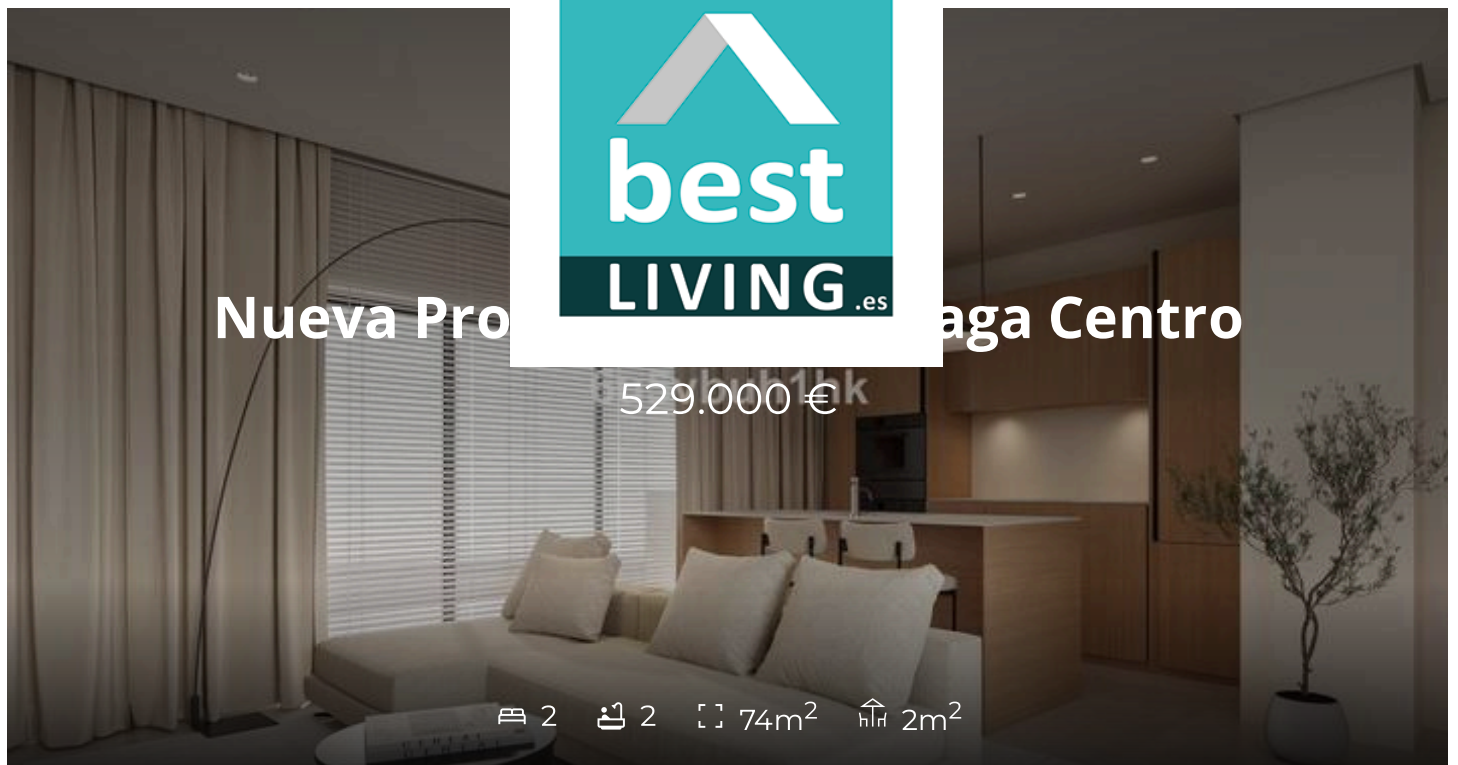 best
LIVING.es
Nueva Pro aga Centro
529.000 €
2 2 74m² 2m²